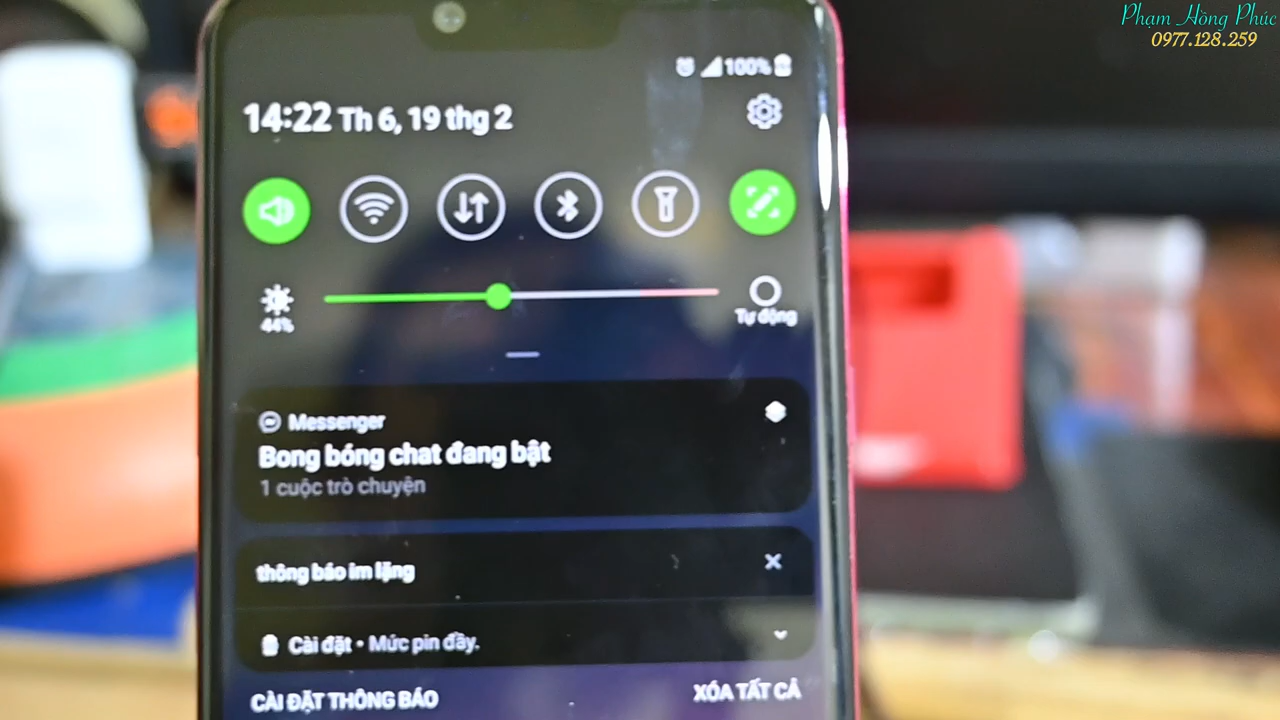 Phạm Hồng Phúc
0977.128.259
100%
14:22 Th 6, 19 thg 2
44%
Tự động
Messenger
Bong bóng chat đang bật
1 cuộc trò chuyện
thông báo im lặng
Cài đặt • Mức pin đầy.
CÀI ĐẶT THÔNG BÁO
XÓA TẤT CẢ